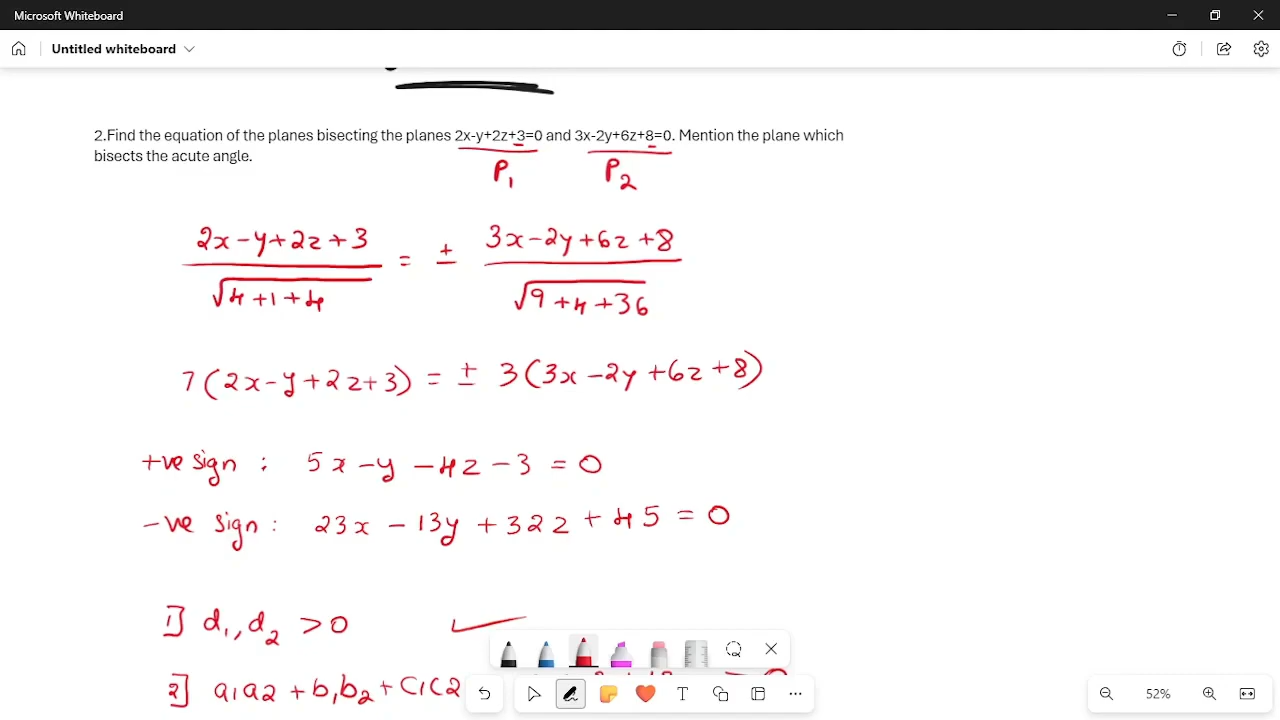 Microsoft Whiteboard
Untitled whiteboard
2.Find the equation of the planes bisecting the planes 2x-y+2z+3=0 and 3x-2y+6z+8=0. Mention the plane which
bisects the acute angle.
P₁ P₂
2x-y+2z+3 / √4+1+4 = ± 3x-2y+6z+8 / √9+4+36
7(2x-y+2z+3) = ± 3(3x-2y+6z+8)
+ve sign : 5x-y-4z-3=0
-ve sign : 23x-13y+32z+45=0
1] d₁,d₂ >0
2] a₁a2+b₁b₂+c₁c2
52%